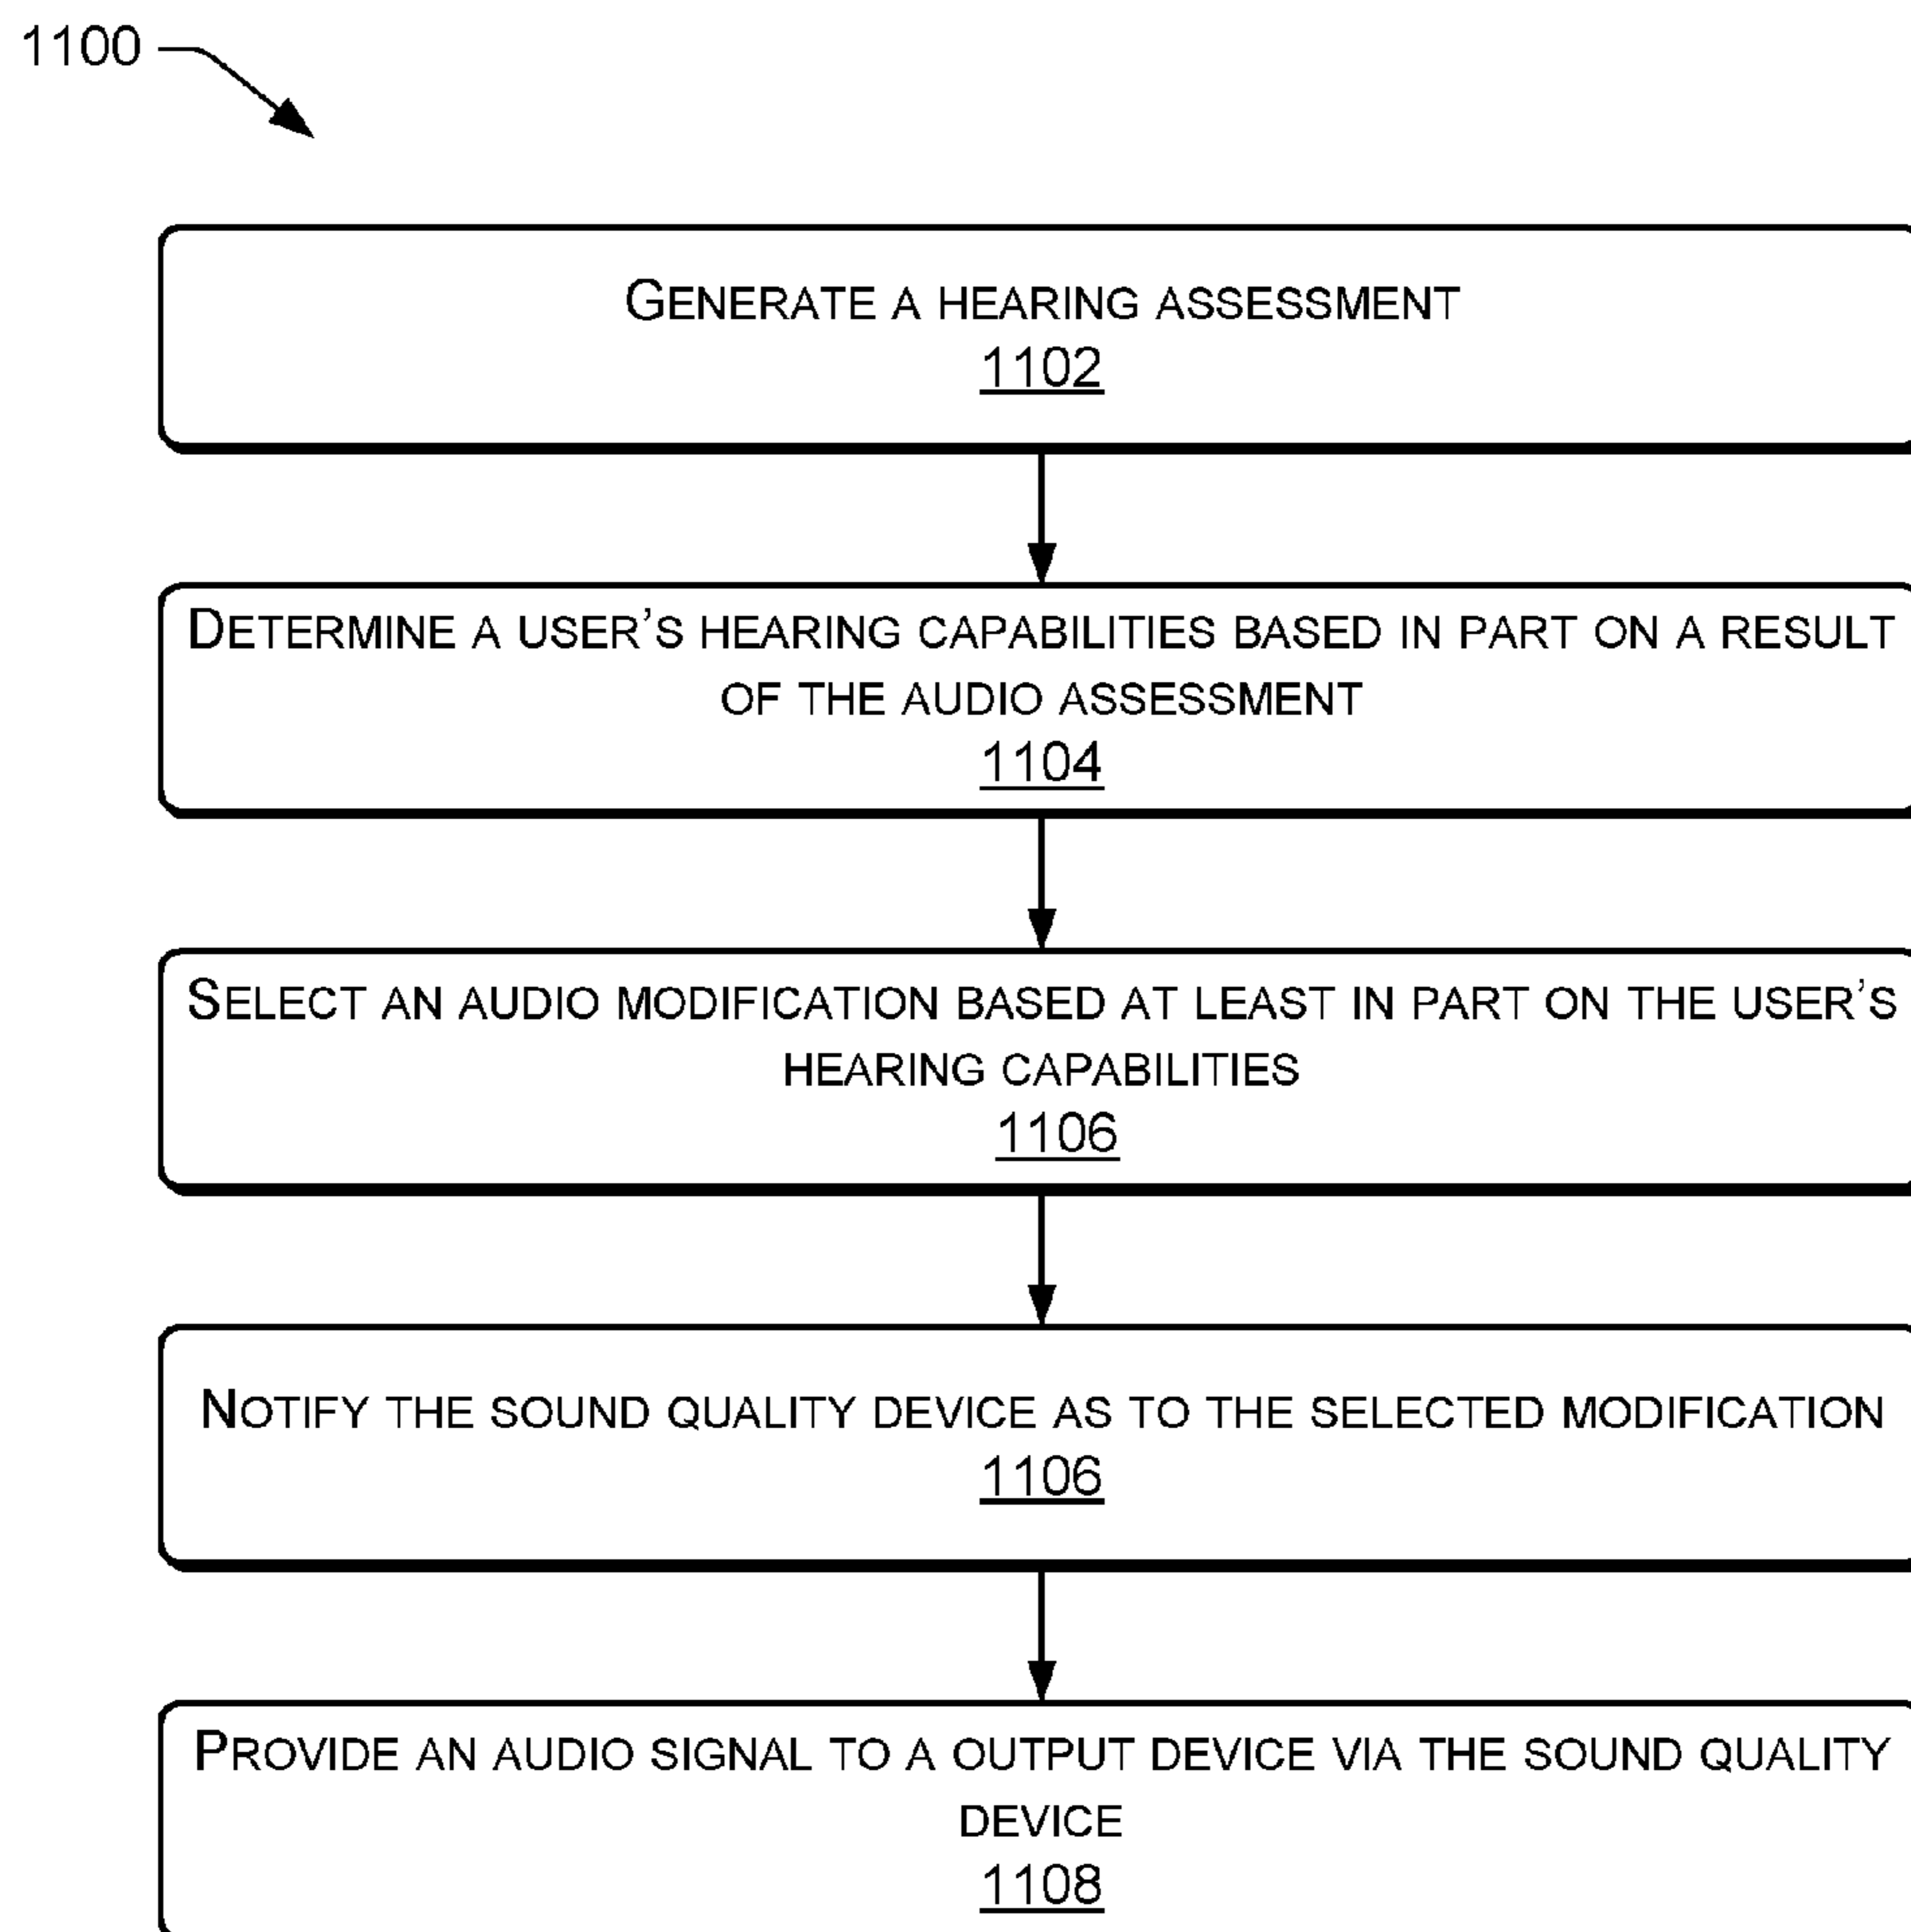 1100
GENERATE A HEARING ASSESSMENT
1102
DETERMINE A USER'S HEARING CAPABILITIES BASED IN PART ON A RESULT
OF THE AUDIO ASSESSMENT
1104
SELECT AN AUDIO MODIFICATION BASED AT LEAST IN PART ON THE USER'S
HEARING CAPABILITIES
1106
NOTIFY THE SOUND QUALITY DEVICE AS TO THE SELECTED MODIFICATION
1106
PROVIDE AN AUDIO SIGNAL TO A OUTPUT DEVICE VIA THE SOUND QUALITY
DEVICE
1108